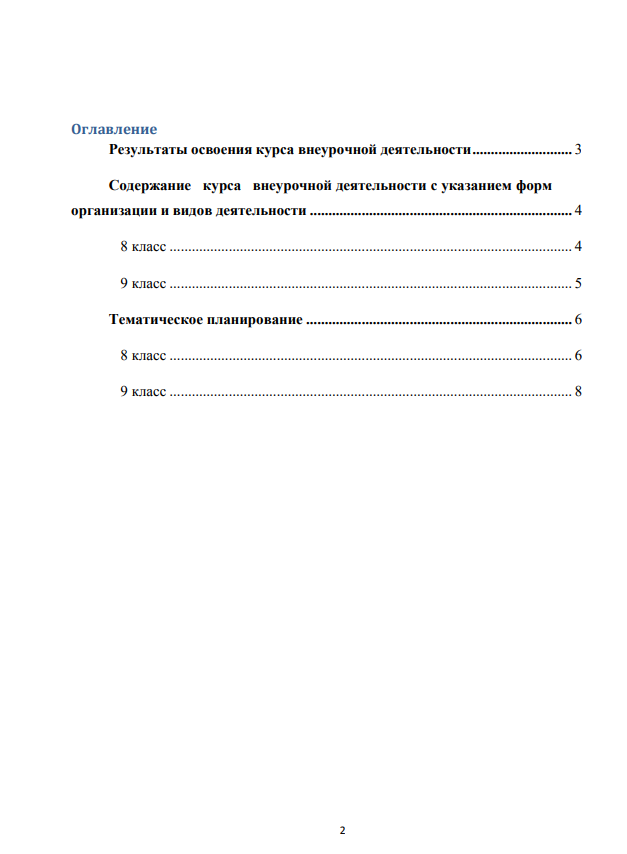 Оглавление
Результаты освоения курса внеурочной деятельности........................... 3
Содержание курса внеурочной деятельности с указанием форм
организации и видов деятельности ...................................................................... 4
8 класс ............................................................................................................ 4
9 класс ............................................................................................................ 5
Тематическое планирование ....................................................................... 6
8 класс ............................................................................................................ 6
9 класс ............................................................................................................ 8
2